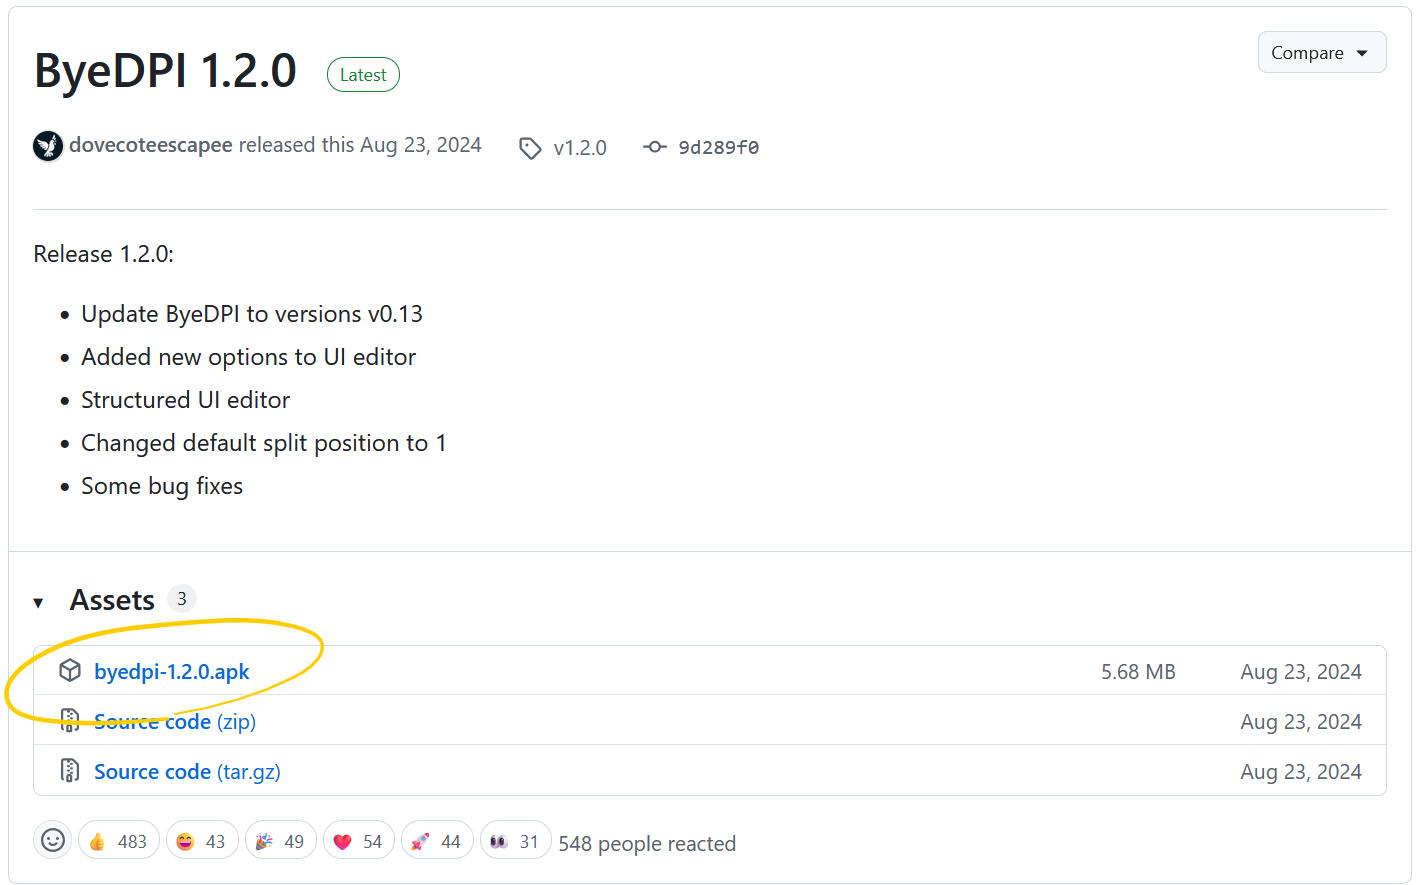 ByeDPI 1.2.0 Latest Compare
dovecoteescapee released this Aug 23, 2024 v1.2.0 9d289f0
Release 1.2.0:
• Update ByeDPI to versions v0.13
• Added new options to UI editor
• Structured UI editor
• Changed default split position to 1
• Some bug fixes
Assets 3
byedpi-1.2.0.apk 5.68 MB Aug 23, 2024
Source code (zip) Aug 23, 2024
Source code (tar.gz) Aug 23, 2024
👍 483 😄 43 🎉 49 ❤️ 54 🚀 44 👀 31 548 people reacted